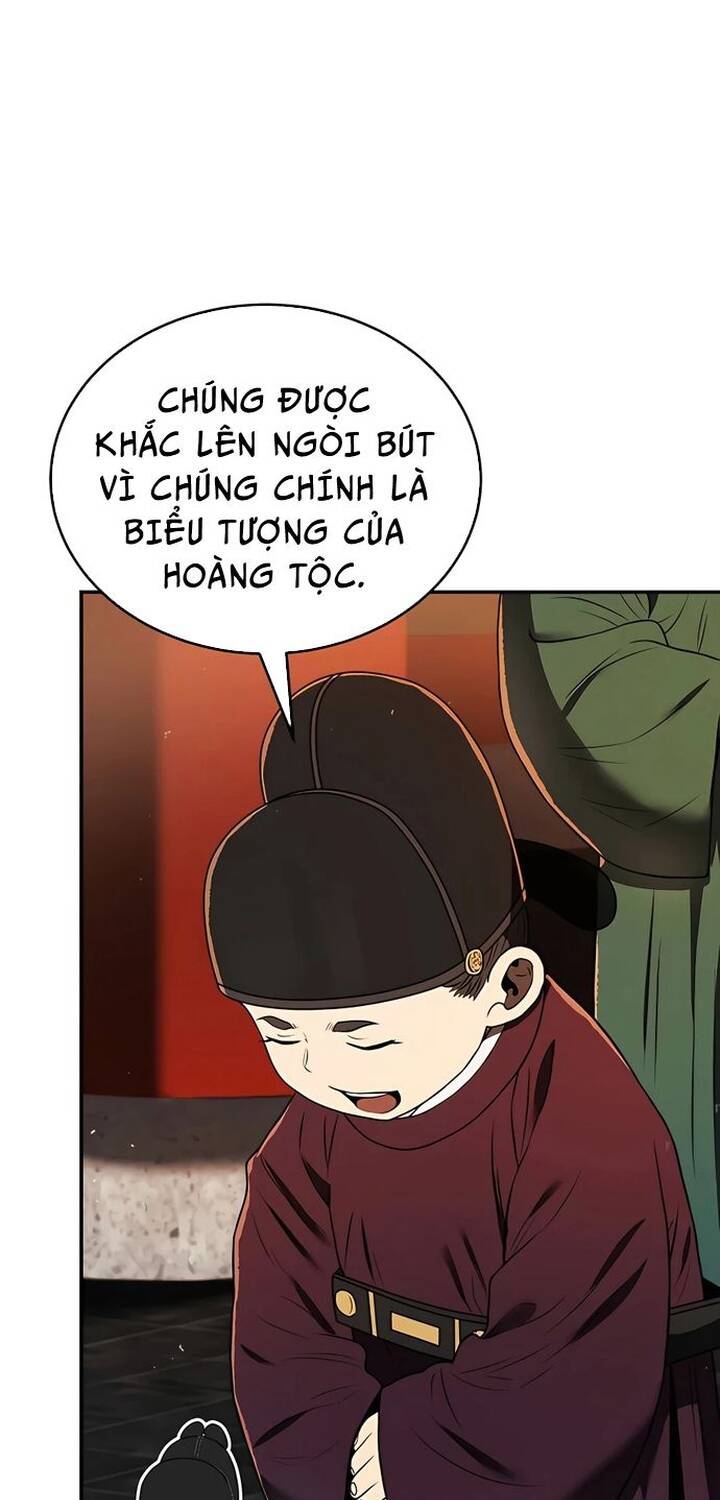 CHÚNG ĐƯỢC
KHẮC LÊN NGÒI BÚT
VÌ CHÚNG CHÍNH LÀ
BIỂU TƯỢNG CỦA
HOÀNG TỘC.